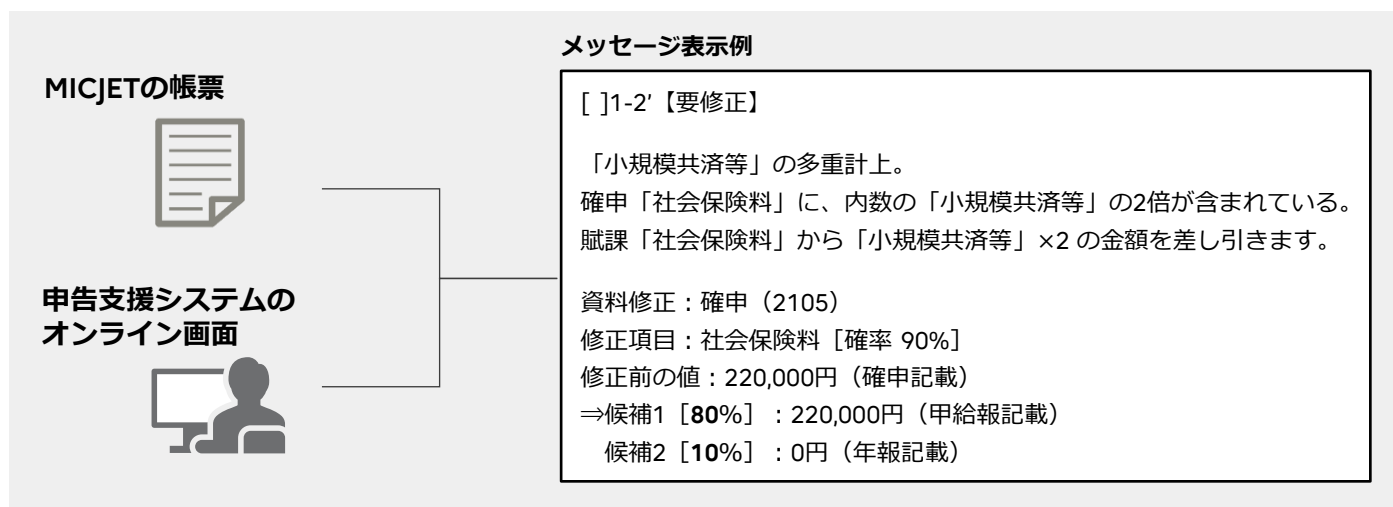 メッセージ表示例
MICJETの帳票
申告支援システムの
オンライン画面
[ ]1-2’【要修正】
「小規模共済等」の多重計上。
確申「社会保険料」に、内数の「小規模共済等」の2倍が含まれている。
賦課「社会保険料」から「小規模共済等」×2 の金額を差し引きます。
資料修正：確申（2105）
修正項目：社会保険料［確率 90%］
修正前の値：220,000円（確申記載）
⇒候補1［80%］：220,000円（甲給報記載）
候補2［10%］：0円（年報記載）